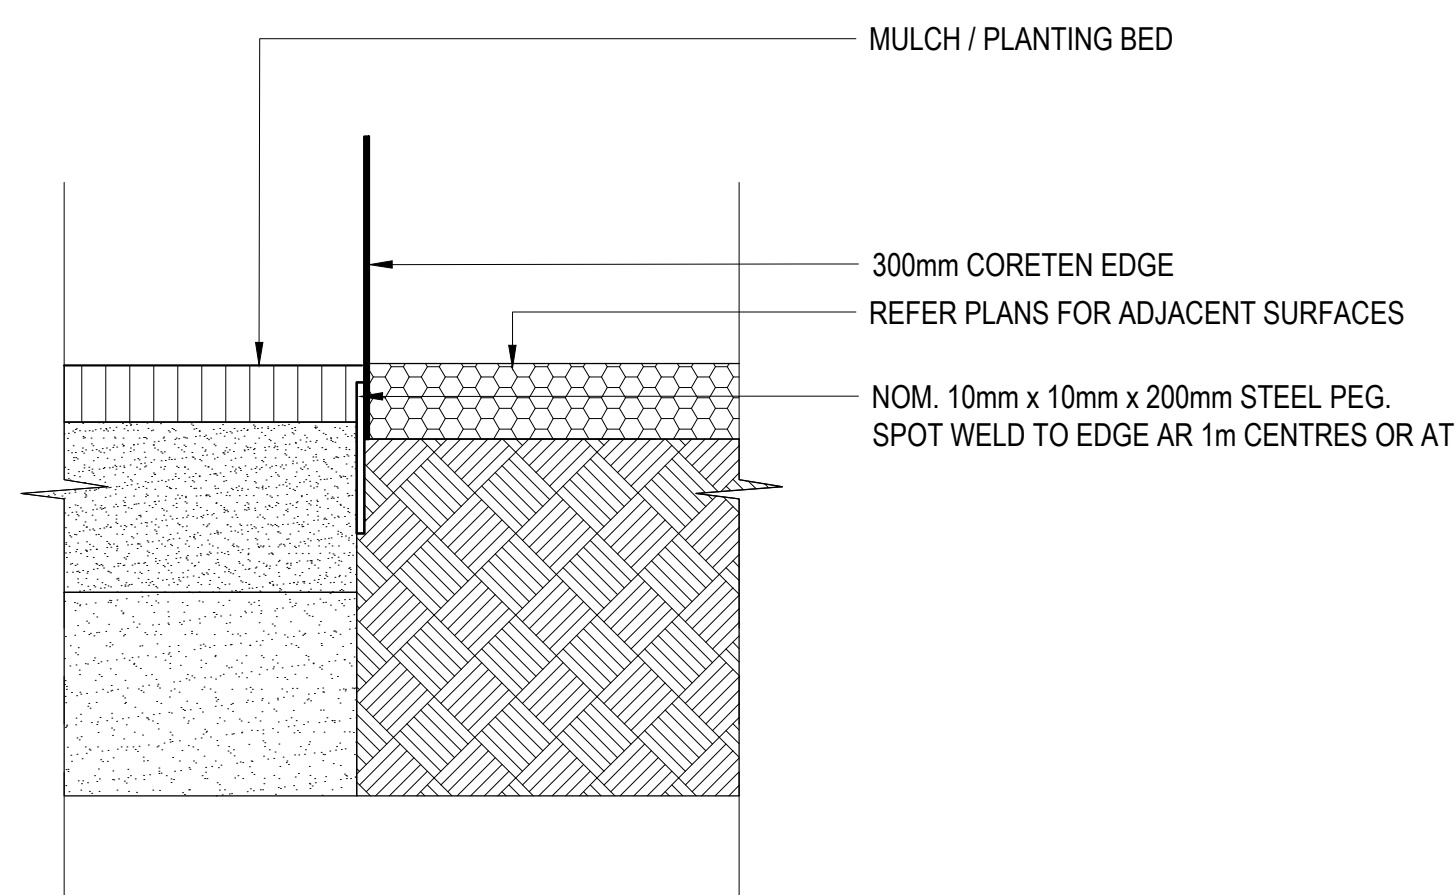 MULCH / PLANTING BED
300mm CORETEN EDGE
REFER PLANS FOR ADJACENT SURFACES
NOM. 10mm x 10mm x 200mm STEEL PEG.
SPOT WELD TO EDGE AR 1m CENTRES OR AT